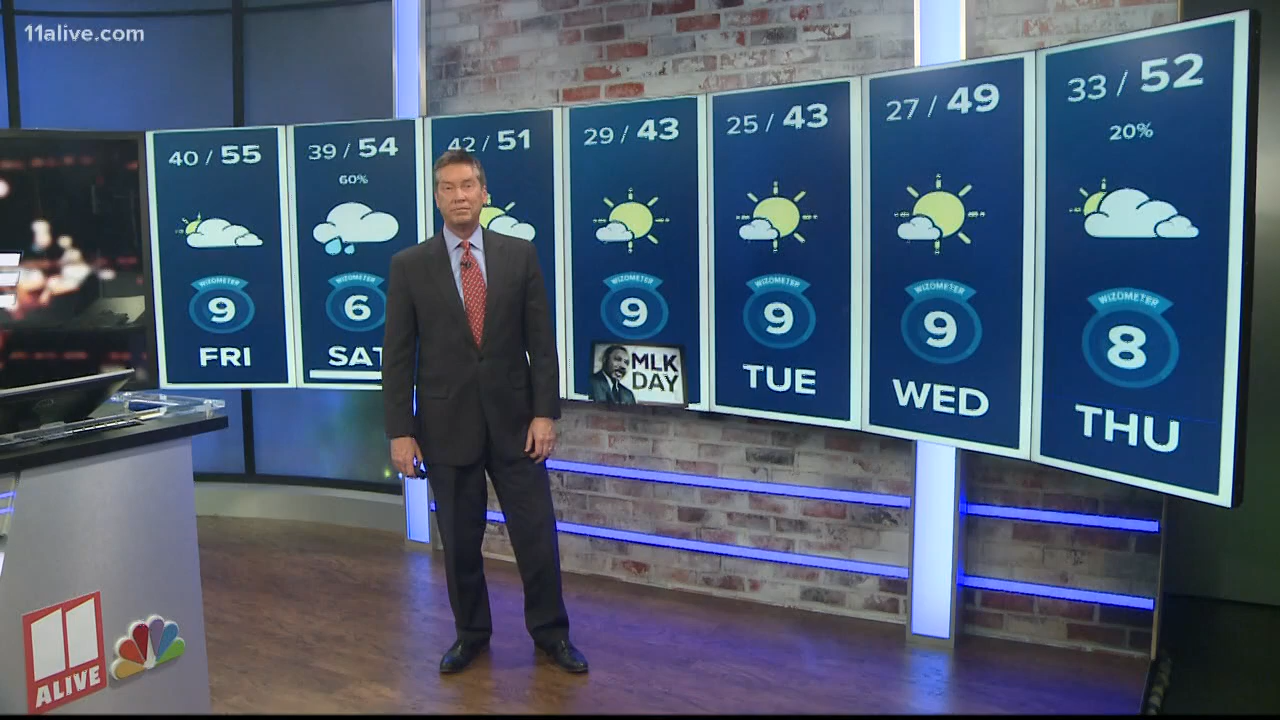 11alive.com
40 / 55
WIZOMETER
9
FRI
39 / 54
60%
WIZOMETER
6
SAT
42 / 51
29 / 43
WIZOMETER
9
MLK
DAY
25 / 43
WIZOMETER
9
TUE
27 / 49
WIZOMETER
9
WED
33 / 52
20%
WIZOMETER
8
THU
11
ALIVE